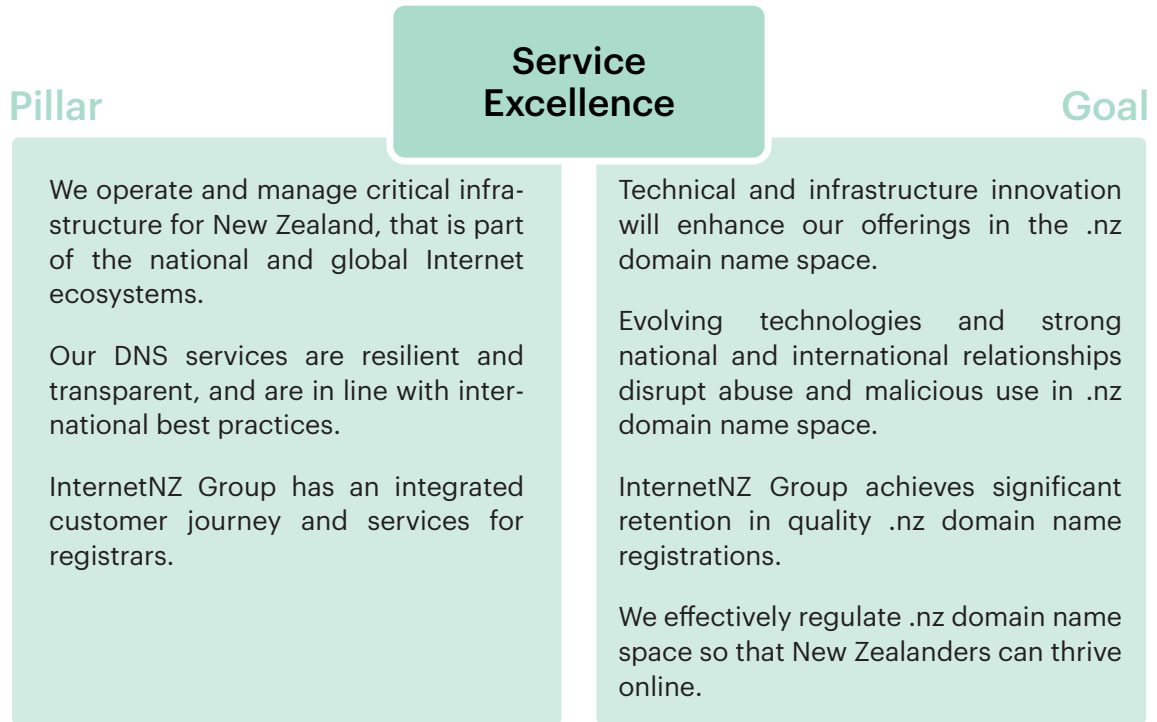 Service
Excellence
Pillar
Goal
We operate and manage critical infra-
structure for New Zealand, that is part
of the national and global Internet
ecosystems.
Our DNS services are resilient and
transparent, and are in line with inter-
national best practices.
InternetNZ Group has an integrated
customer journey and services for
registrars.
Technical and infrastructure innovation
will enhance our offerings in the .nz
domain name space.
Evolving technologies and strong
national and international relationships
disrupt abuse and malicious use in .nz
domain name space.
InternetNZ Group achieves significant
retention in quality .nz domain name
registrations.
We effectively regulate .nz domain name
space so that New Zealanders can thrive
online.